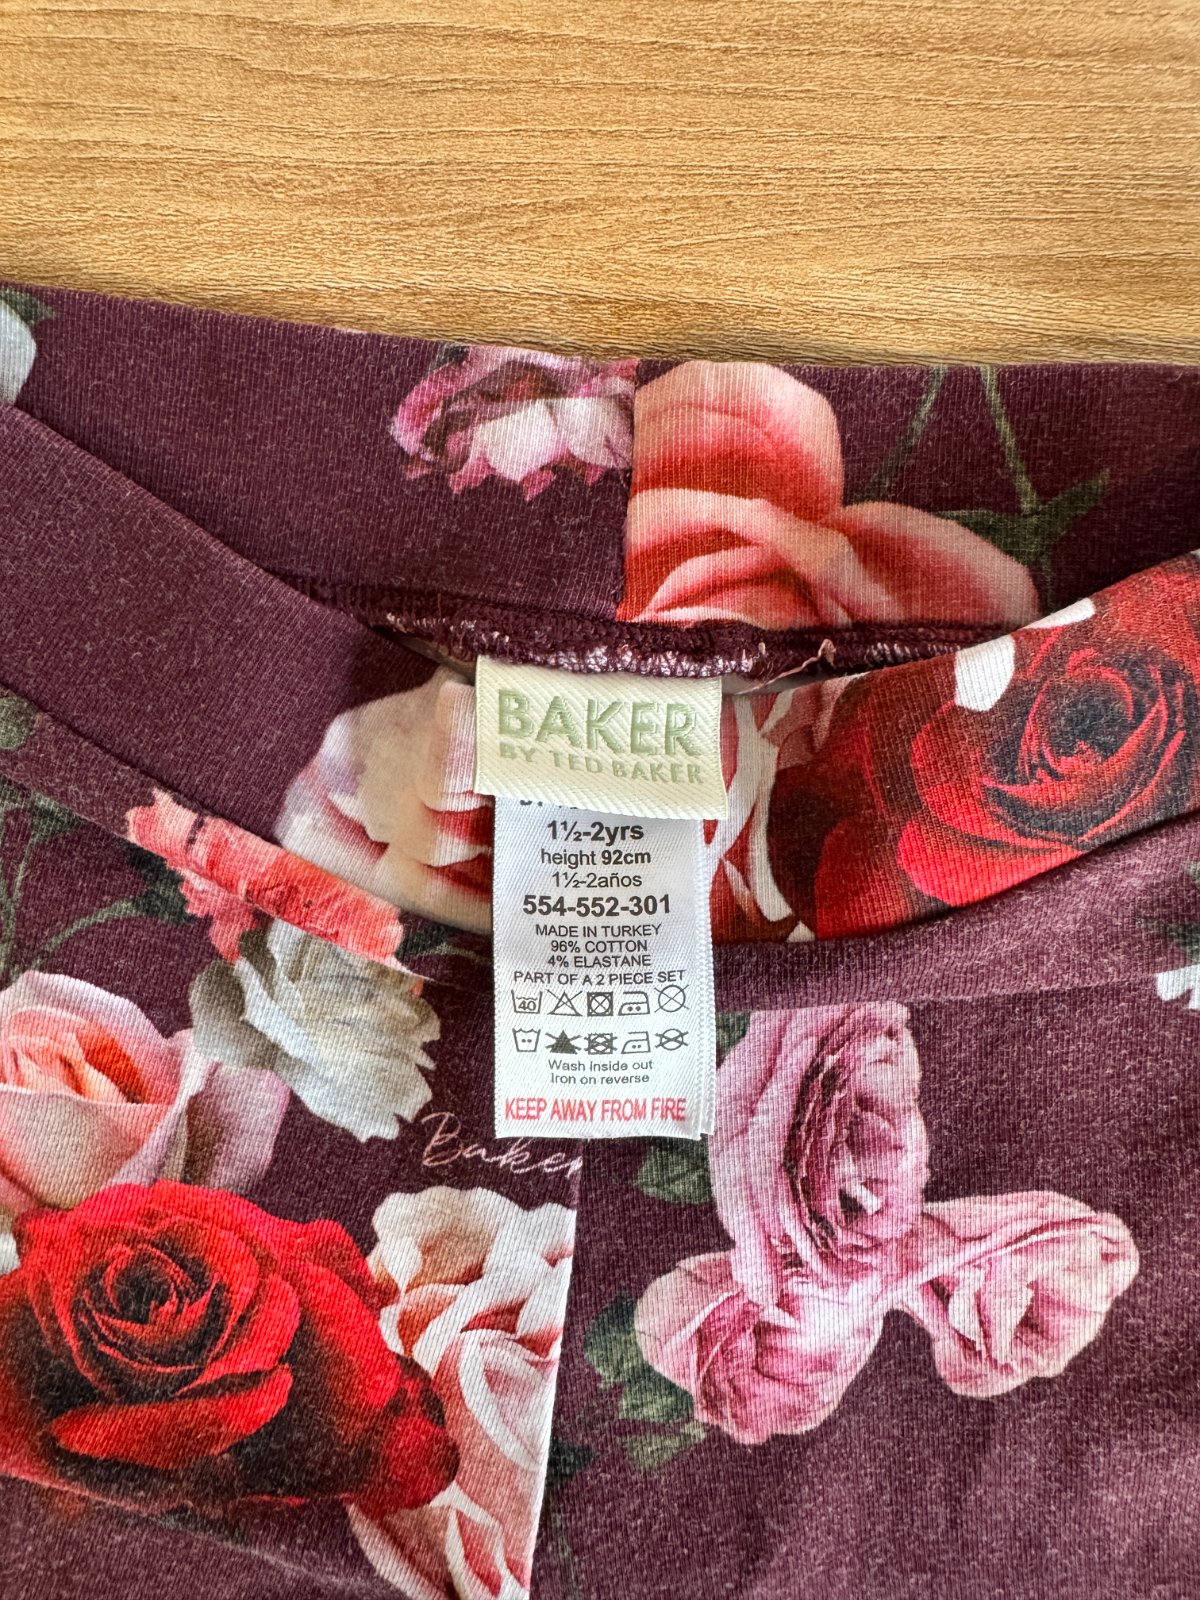 BAKER
BY TED BAKER
1½-2yrs
height 92cm
1½-2años
554-552-301
MADE IN TURKEY
96% COTTON
4% ELASTANE
PART OF A 2 PIECE SET
40
Wash inside out
Iron on reverse
KEEP AWAY FROM FIRE
Baker